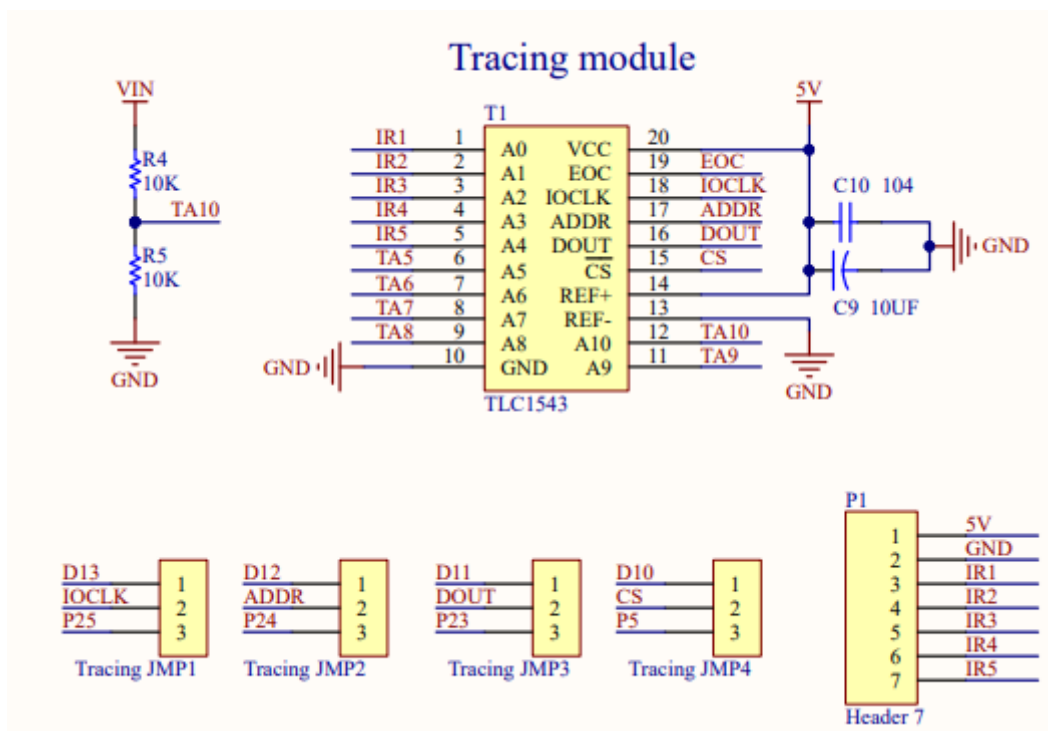 Tracing module
VIN
R4
10K
TA10
R5
10K
GND
T1
IR1 1 A0 VCC 20
IR2 2 A1 EOC 19 EOC
IR3 3 A2 IOCLK 18 IOCLK
IR4 4 A3 ADDR 17 ADDR
IR5 5 A4 DOUT 16 DOUT
TA5 6 A5 CS 15 CS
TA6 7 A6 REF+ 14
TA7 8 A7 REF- 13
TA8 9 A8 A10 12 TA10
GND 10 GND A9 11 TA9
TLC1543
5V
C10 104
GND
C9 10UF
GND
D13 1
IOCLK 2
P25 3
Tracing JMP1
D12 1
ADDR 2
P24 3
Tracing JMP2
D11 1
DOUT 2
P23 3
Tracing JMP3
D10 1
CS 2
P5 3
Tracing JMP4
P1
1 5V
2 GND
3 IR1
4 IR2
5 IR3
6 IR4
7 IR5
Header 7